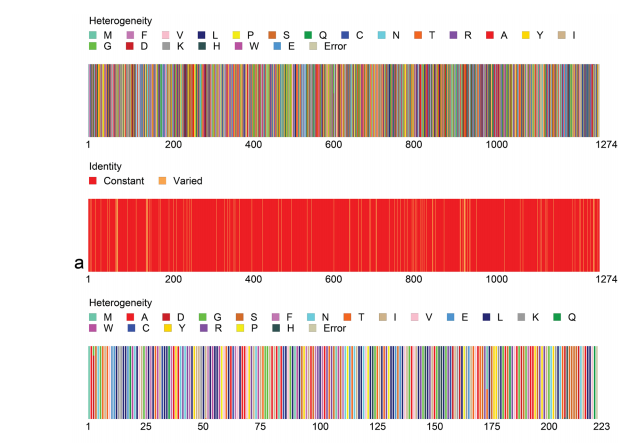 Heterogeneity
M F V L P S Q C N T R A Y I
G D K H W E Error
1 200 400 600 800 1000 1274
Identity
Constant Varied
a
1 200 400 600 800 1000 1274
Heterogeneity
M A D G S F N T I V E L K Q
W C Y R P H Error
1 25 50 75 100 125 150 175 200 223